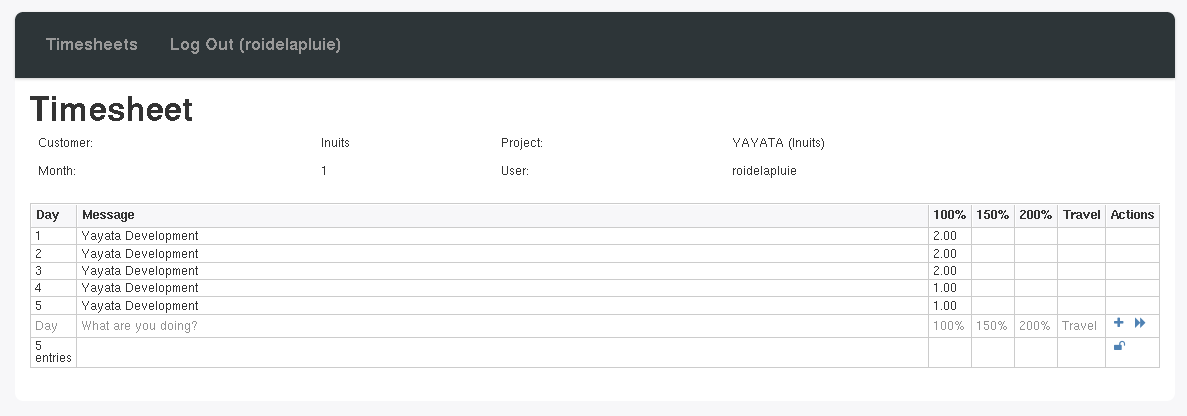 Timesheets Log Out (roidelapluie)
Timesheet
Customer: Inuits Project: YAYATA (Inuits)
Month: 1 User: roidelapluie
Day Message 100% 150% 200% Travel Actions
1 Yayata Development 2.00
2 Yayata Development 2.00
3 Yayata Development 2.00
4 Yayata Development 1.00
5 Yayata Development 1.00
Day What are you doing? 100% 150% 200% Travel
5
entries